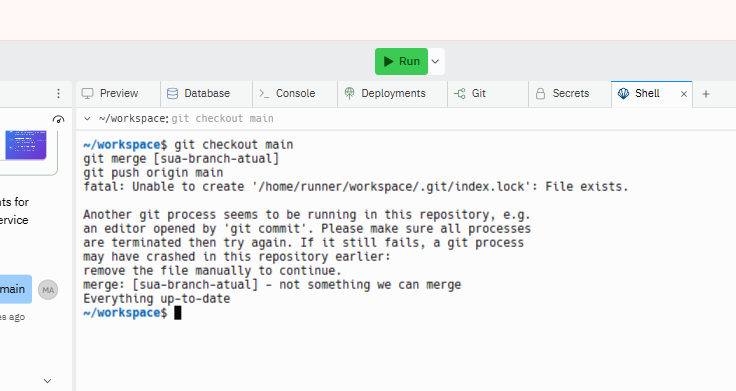 Run
Preview
Database
Console
Deployments
Git
Secrets
Shell
~/workspace: git checkout main
~/workspace$ git checkout main
git merge [sua-branch-atual]
git push origin main
fatal: Unable to create '/home/runner/workspace/.git/index.lock': File exists.
Another git process seems to be running in this repository, e.g.
an editor opened by 'git commit'. Please make sure all processes
are terminated then try again. If it still fails, a git process
may have crashed in this repository earlier:
remove the file manually to continue.
merge: [sua-branch-atual] - not something we can merge
Everything up-to-date
~/workspace$
nts for
ervice
main
MA
es ago